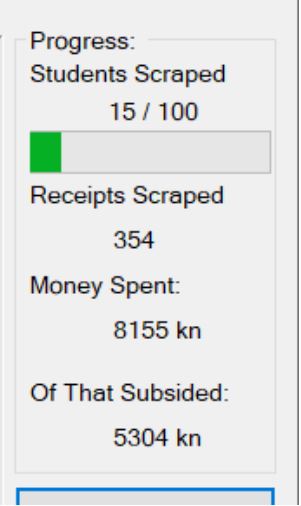 Progress:
Students Scraped
15 / 100
Receipts Scraped
354
Money Spent:
8155 kn
Of That Subsided:
5304 kn